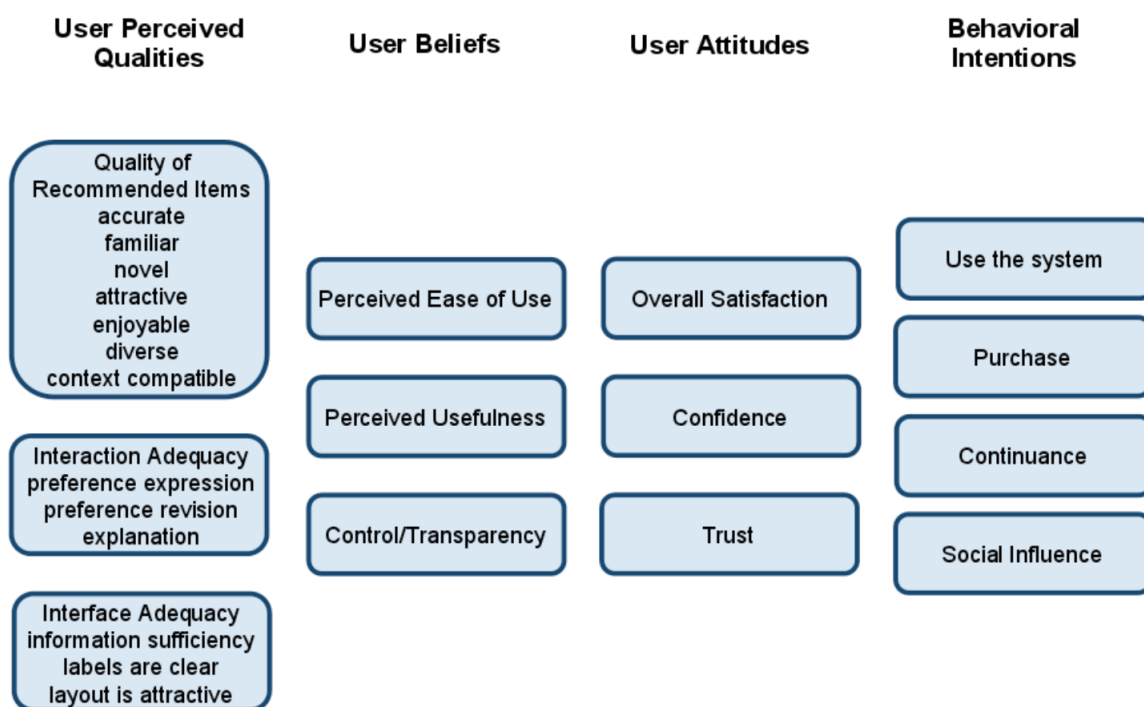 User Perceived
Qualities
User Beliefs
User Attitudes
Behavioral
Intentions
Quality of
Recommended Items
accurate
familiar
novel
attractive
enjoyable
diverse
context compatible
Interaction Adequacy
preference expression
preference revision
explanation
Interface Adequacy
information sufficiency
labels are clear
layout is attractive
Perceived Ease of Use
Perceived Usefulness
Control/Transparency
Overall Satisfaction
Confidence
Trust
Use the system
Purchase
Continuance
Social Influence